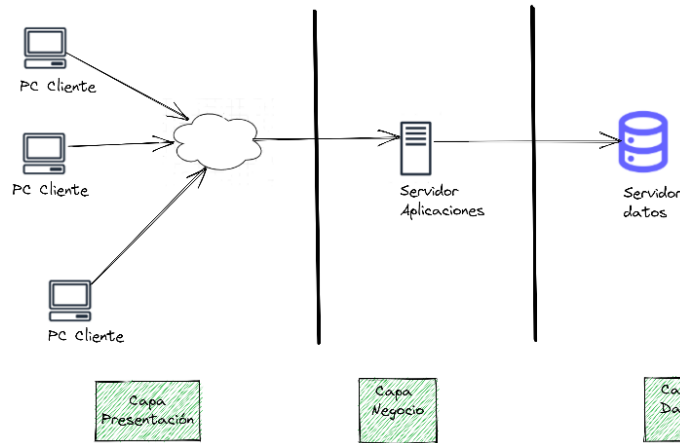 PC Cliente
PC Cliente
PC Cliente
Servidor
Aplicaciones
Servidor
datos
Capa
Presentación
Capa
Negocio